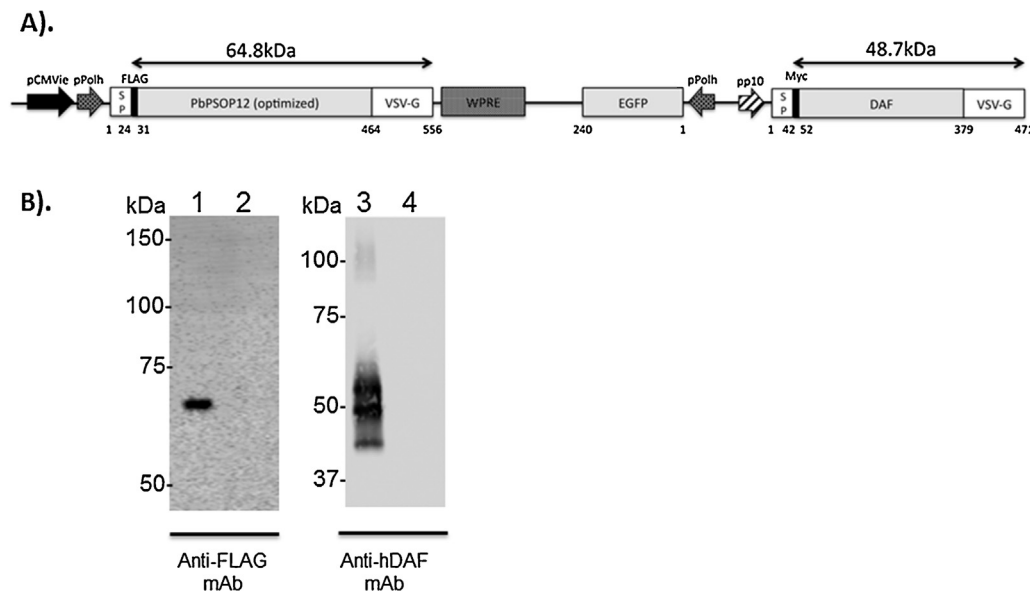 A).
64.8kDa
48.7kDa
pCMVie pPolh FLAG pPolh pp10 Myc
SP PbPSOP12 (optimized) VSV-G WPRE EGFP SP DAF VSV-G
1 24 31 464 556 240 1 1 42 52 379 471
B).
kDa 1 2 kDa 3 4
150-
100-
75-
50-
100-
75-
50-
37-
Anti-FLAG
mAb
Anti-hDAF
mAb